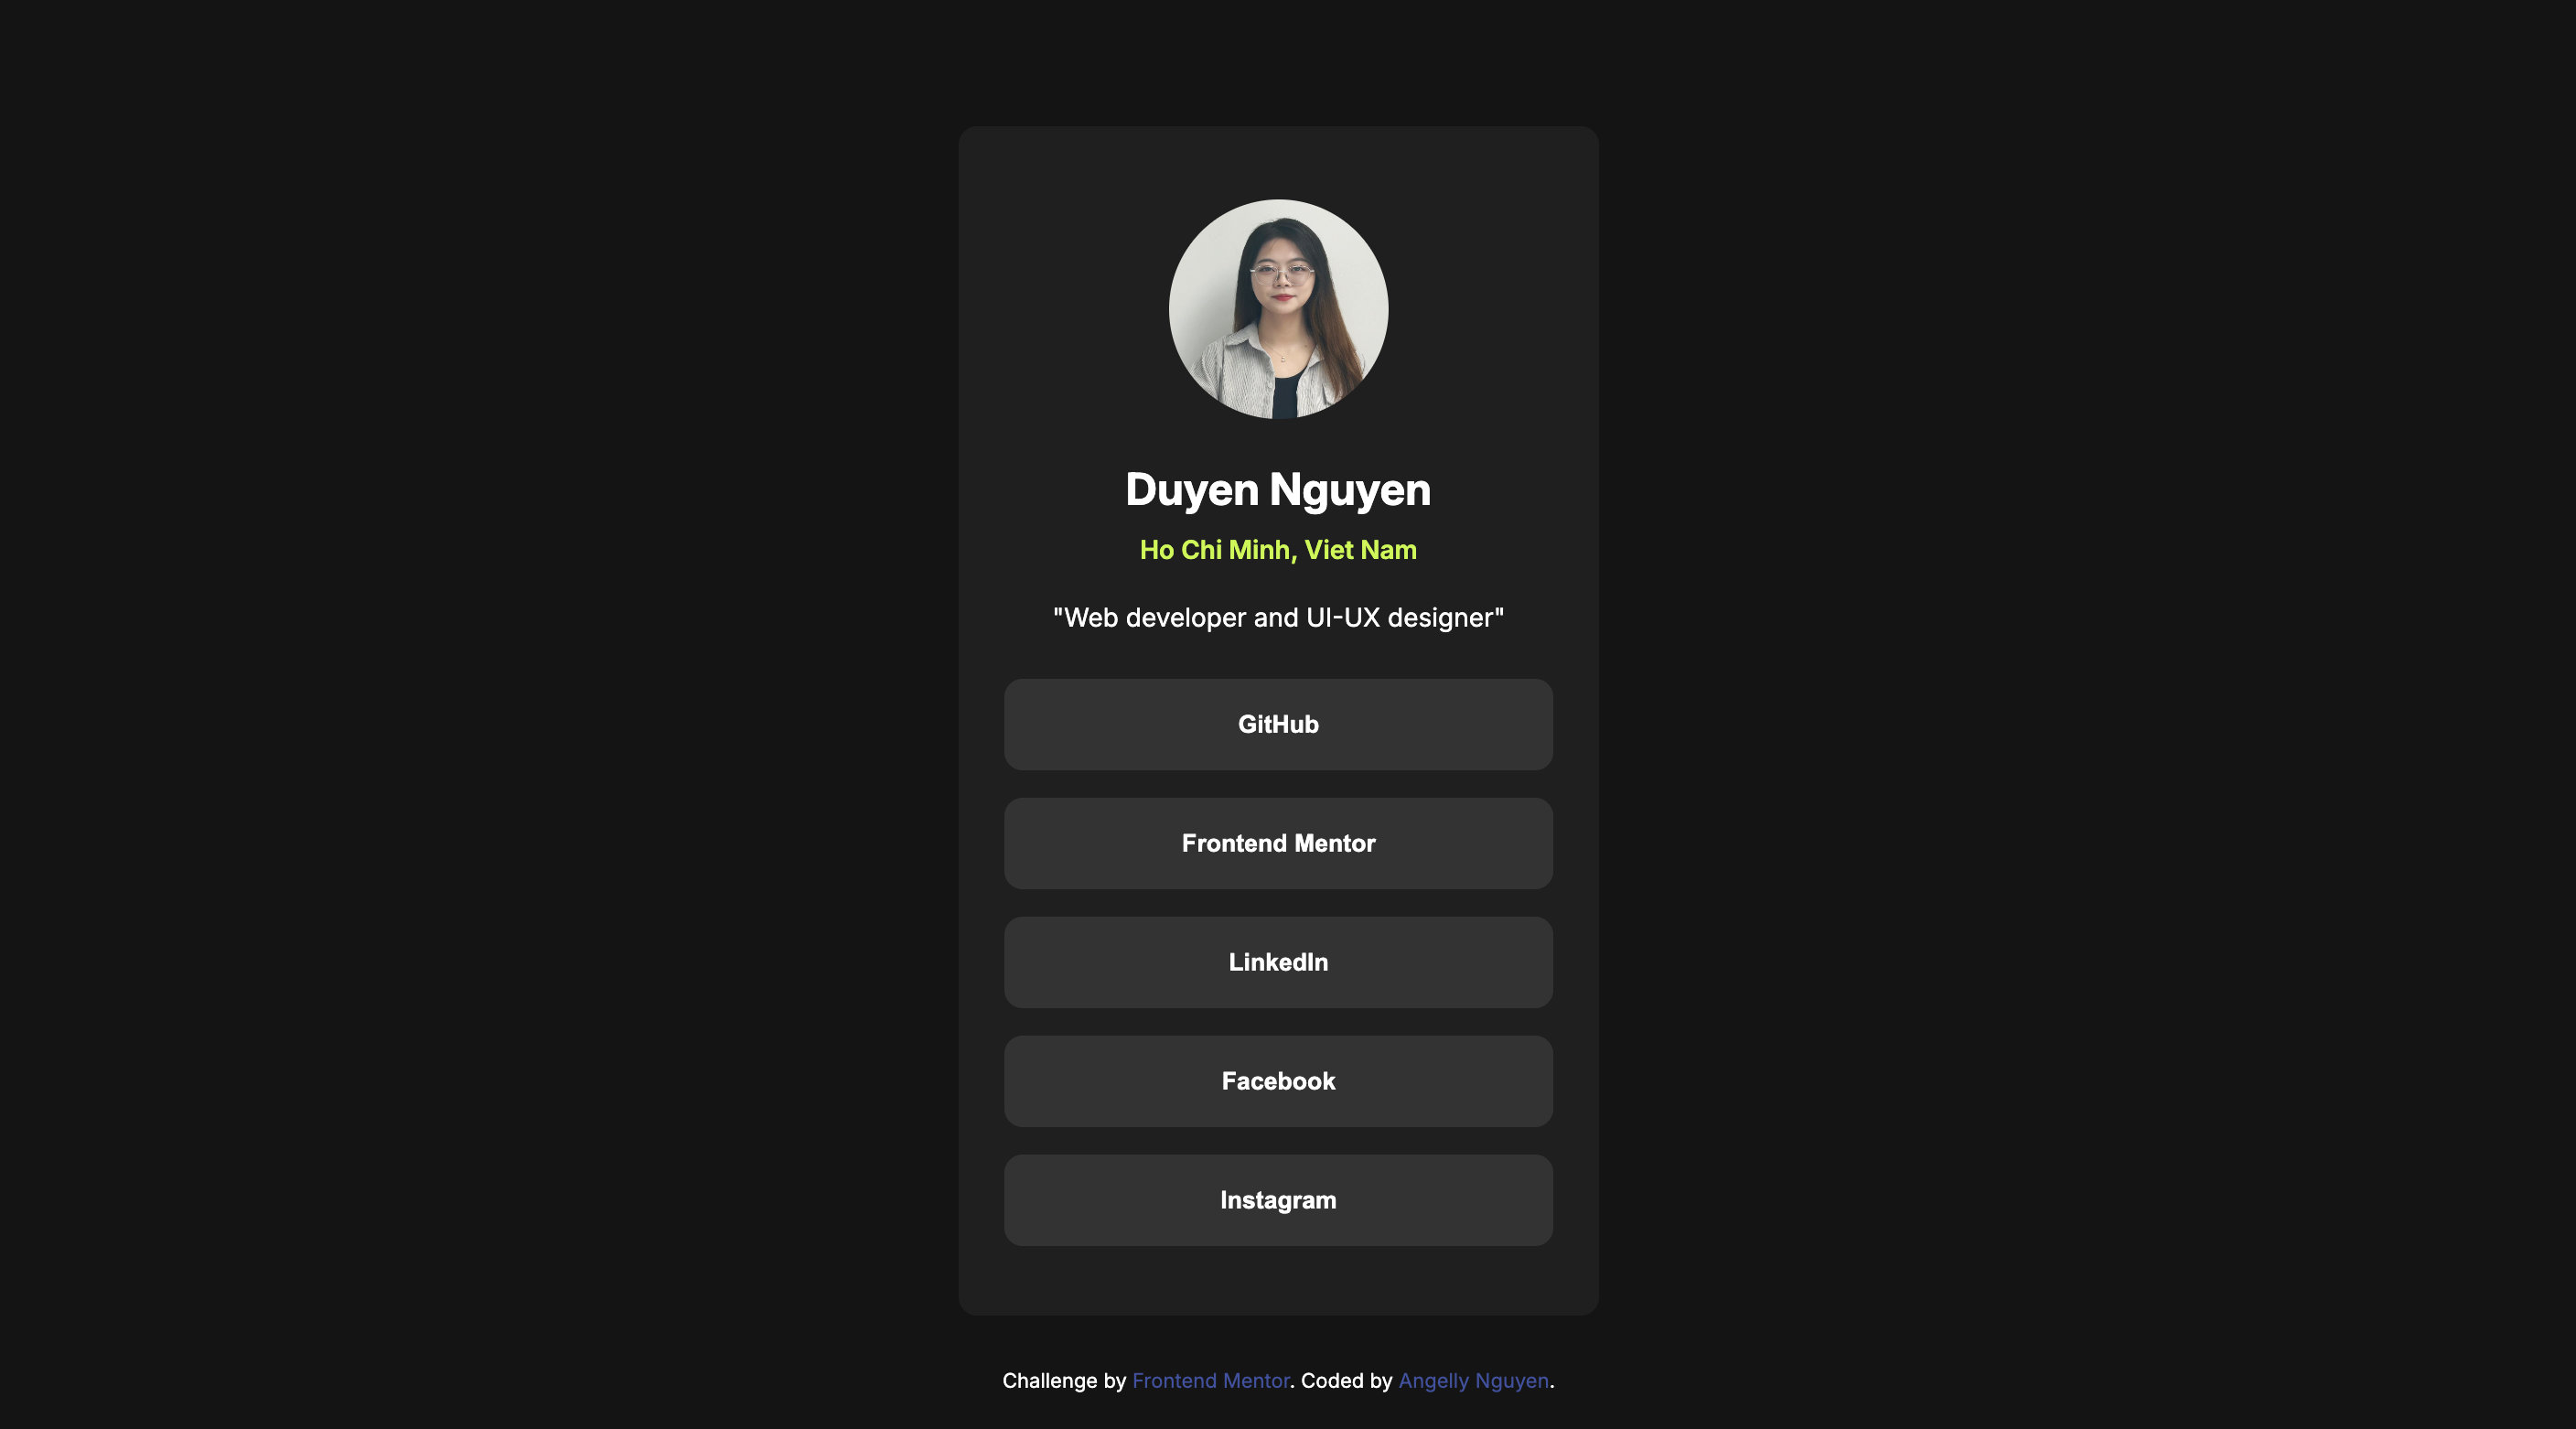 Duyen Nguyen
Ho Chi Minh, Viet Nam
"Web developer and UI-UX designer"
GitHub
Frontend Mentor
LinkedIn
Facebook
Instagram
Challenge by Frontend Mentor. Coded by Angelly Nguyen.